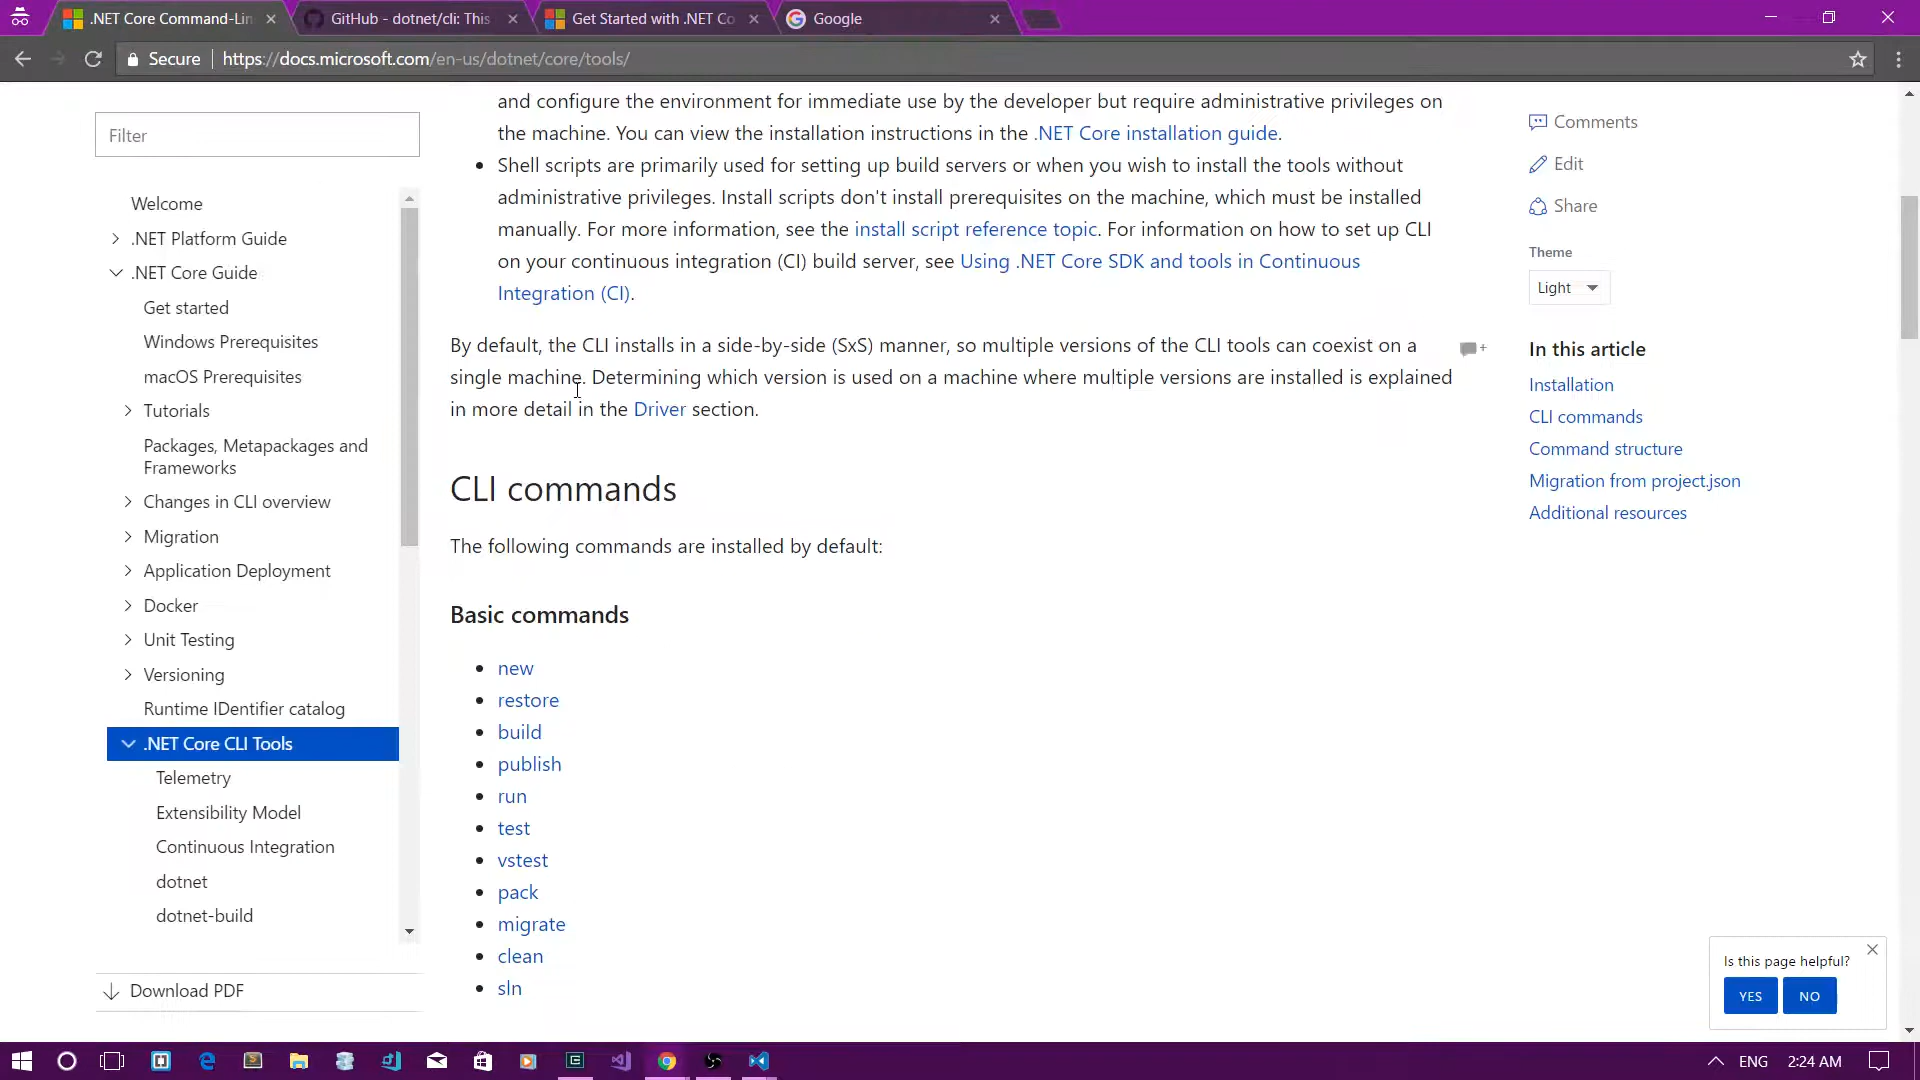 .NET Core Command-Lin
GitHub - dotnet/cli: This
Get Started with .NET Co
Google
Secure
https://docs.microsoft.com/en-us/dotnet/core/tools/
Filter
Welcome
.NET Platform Guide
.NET Core Guide
Get started
Windows Prerequisites
macOS Prerequisites
Tutorials
Packages, Metapackages and
Frameworks
Changes in CLI overview
Migration
Application Deployment
Docker
Unit Testing
Versioning
Runtime IDentifier catalog
.NET Core CLI Tools
Telemetry
Extensibility Model
Continuous Integration
dotnet
dotnet-build
Download PDF
and configure the environment for immediate use by the developer but require administrative privileges on
the machine. You can view the installation instructions in the .NET Core installation guide.
• Shell scripts are primarily used for setting up build servers or when you wish to install the tools without
administrative privileges. Install scripts don't install prerequisites on the machine, which must be installed
manually. For more information, see the install script reference topic. For information on how to set up CLI
on your continuous integration (CI) build server, see Using .NET Core SDK and tools in Continuous
Integration (CI).
By default, the CLI installs in a side-by-side (SxS) manner, so multiple versions of the CLI tools can coexist on a
single machine. Determining which version is used on a machine where multiple versions are installed is explained
in more detail in the Driver section.
CLI commands
The following commands are installed by default:
Basic commands
• new
• restore
• build
• publish
• run
• test
• vstest
• pack
• migrate
• clean
• sln
Comments
Edit
Share
Theme
Light
In this article
Installation
CLI commands
Command structure
Migration from project.json
Additional resources
Is this page helpful?
YES
NO
ENG
2:24 AM